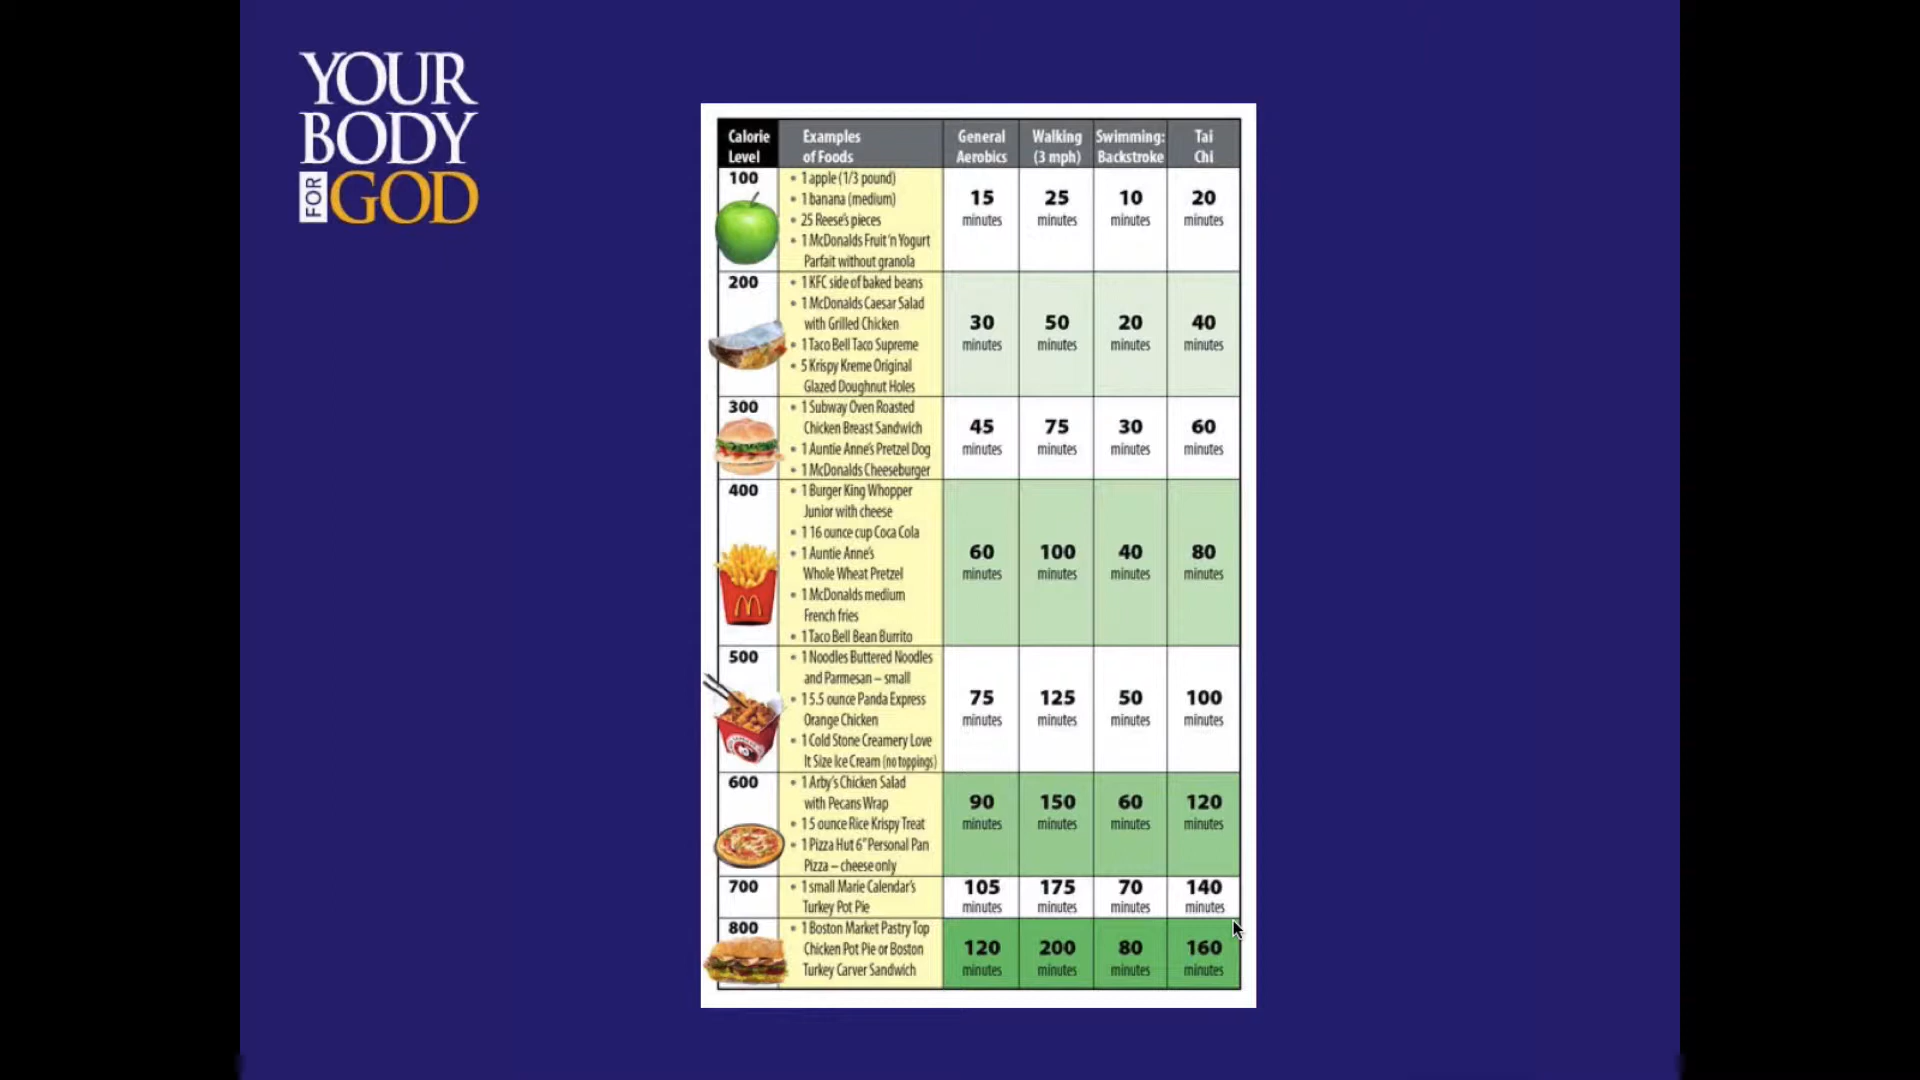 YOUR
BODY
FOR GOD
Calorie Level | Examples of Foods | General Aerobics | Walking (3 mph) | Swimming: Backstroke | Tai Chi
100
• 1 apple (1/3 pound)
• 1 banana (medium)
• 25 Reese's pieces
• 1 McDonalds Fruit 'n Yogurt
Parfait without granola
15 minutes
25 minutes
10 minutes
20 minutes
200
• 1 KFC side of baked beans
• 1 McDonalds Caesar Salad
with Grilled Chicken
• 1 Taco Bell Taco Supreme
• 5 Krispy Kreme Original
Glazed Doughnut Holes
30 minutes
50 minutes
20 minutes
40 minutes
300
• 1 Subway Oven Roasted
Chicken Breast Sandwich
• 1 Auntie Anne's Pretzel Dog
• 1 McDonalds Cheeseburger
45 minutes
75 minutes
30 minutes
60 minutes
400
• 1 Burger King Whopper
Junior with cheese
• 1 16 ounce cup Coca Cola
• 1 Auntie Anne's
Whole Wheat Pretzel
• 1 McDonalds medium
French fries
• 1 Taco Bell Bean Burrito
60 minutes
100 minutes
40 minutes
80 minutes
500
• 1 Noodles Buttered Noodles
and Parmesan – small
• 1 5.5 ounce Panda Express
Orange Chicken
• 1 Cold Stone Creamery Love
It Size Ice Cream (no toppings)
75 minutes
125 minutes
50 minutes
100 minutes
600
• 1 Arby's Chicken Salad
with Pecans Wrap
• 1 5 ounce Rice Krispy Treat
• 1 Pizza Hut 6" Personal Pan
Pizza – cheese only
90 minutes
150 minutes
60 minutes
120 minutes
700
• 1 small Marie Calendar's
Turkey Pot Pie
105 minutes
175 minutes
70 minutes
140 minutes
800
• 1 Boston Market Pastry Top
Chicken Pot Pie or Boston
Turkey Carver Sandwich
120 minutes
200 minutes
80 minutes
160 minutes